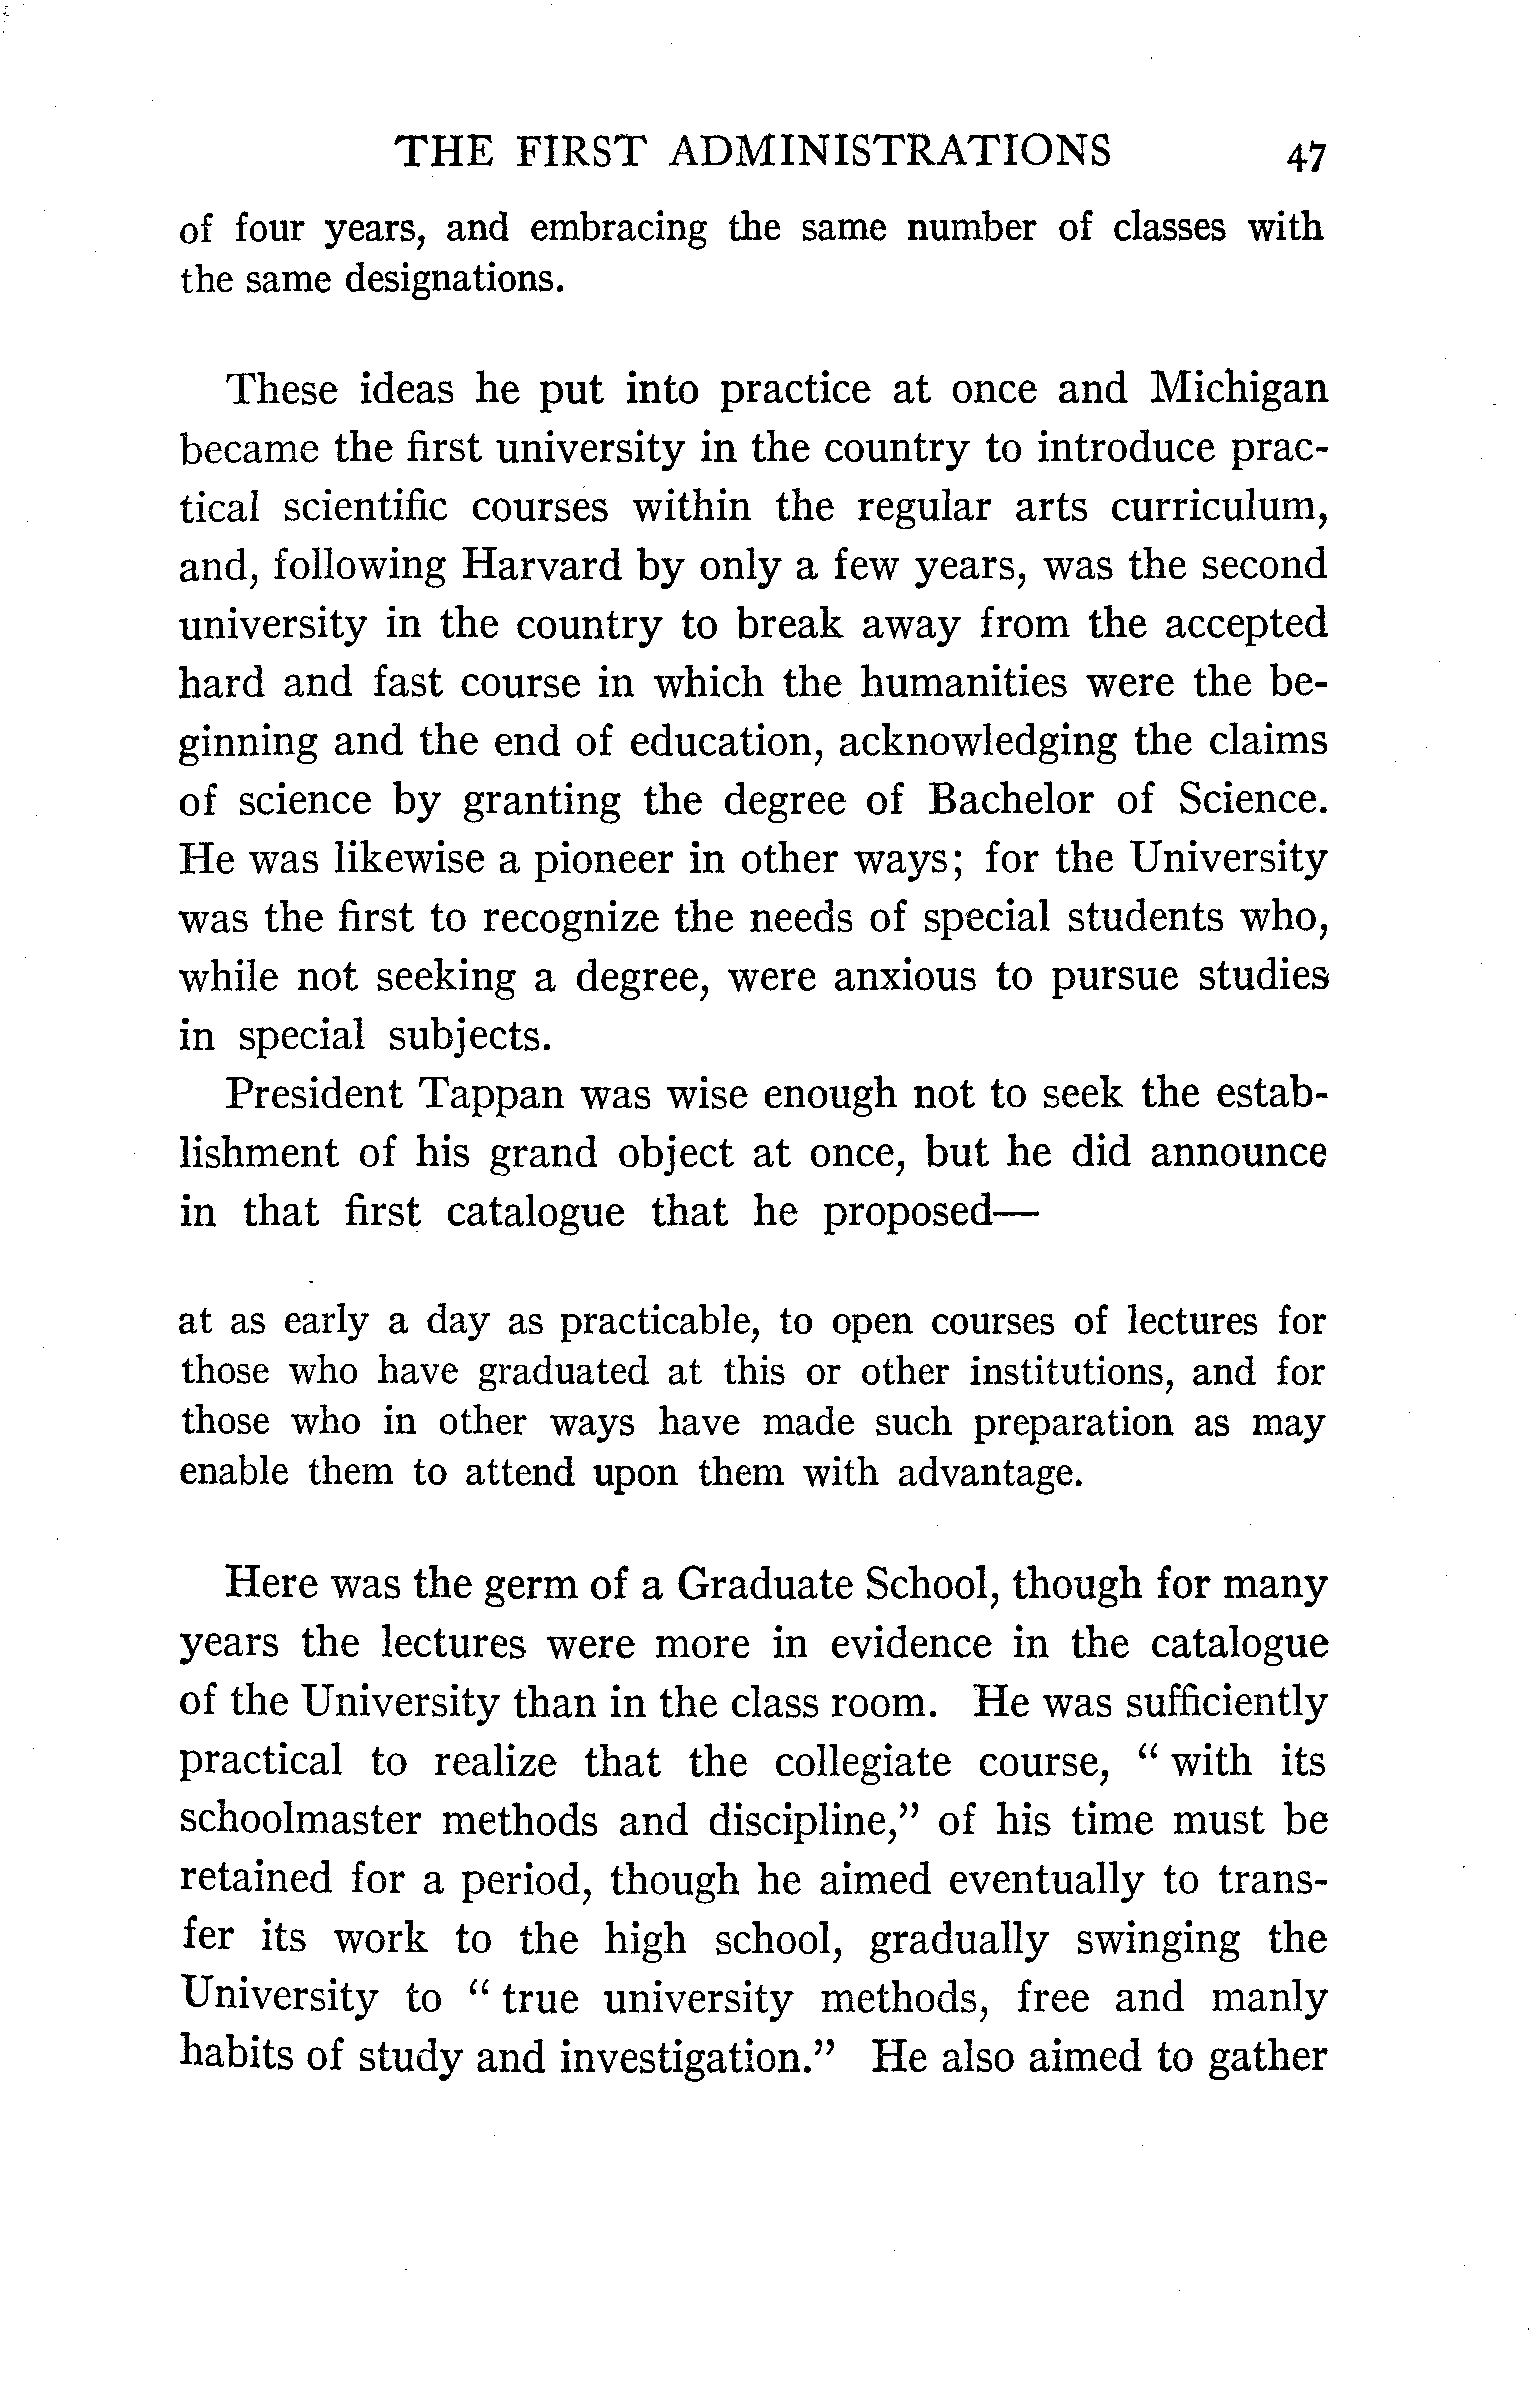 THE FIRST ADMINISTRATIONS 47
of four years, and embracing the same number of classes with
the same designations.
These ideas he put into practice at once and Michigan
became the first university in the country to introduce prac-
tical scientific courses within the regular arts curriculum,
and, following Harvard by only a few years, was the second
university in the country to break away from the accepted
hard and fast course in which the humanities were the be-
ginning and the end of education, acknowledging the claims
of science by granting the degree of Bachelor of Science.
He was likewise a pioneer in other ways; for the University
was the first to recognize the needs of special students who,
while not seeking a degree, were anxious to pursue studies
in special subjects.
President Tappan was wise enough not to seek the estab-
lishment of his grand object at once, but he did announce
in that first catalogue that he proposed—
at as early a day as practicable, to open courses of lectures for
those who have graduated at this or other institutions, and for
those who in other ways have made such preparation as may
enable them to attend upon them with advantage.
Here was the germ of a Graduate School, though for many
years the lectures were more in evidence in the catalogue
of the University than in the class room. He was sufficiently
practical to realize that the collegiate course, “ with its
schoolmaster methods and discipline,” of his time must be
retained for a period, though he aimed eventually to trans-
fer its work to the high school, gradually swinging the
University to “ true university methods, free and manly
habits of study and investigation.” He also aimed to gather